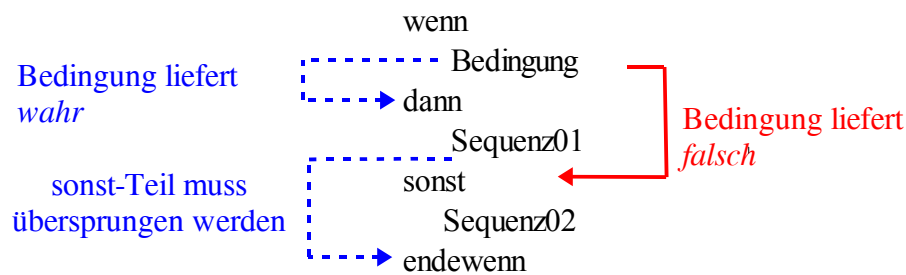 wenn
Bedingung
dann
Sequenz01
sonst
Sequenz02
endewenn
Bedingung liefert
wahr
sonst-Teil muss
übersprungen werden
Bedingung liefert
falsch